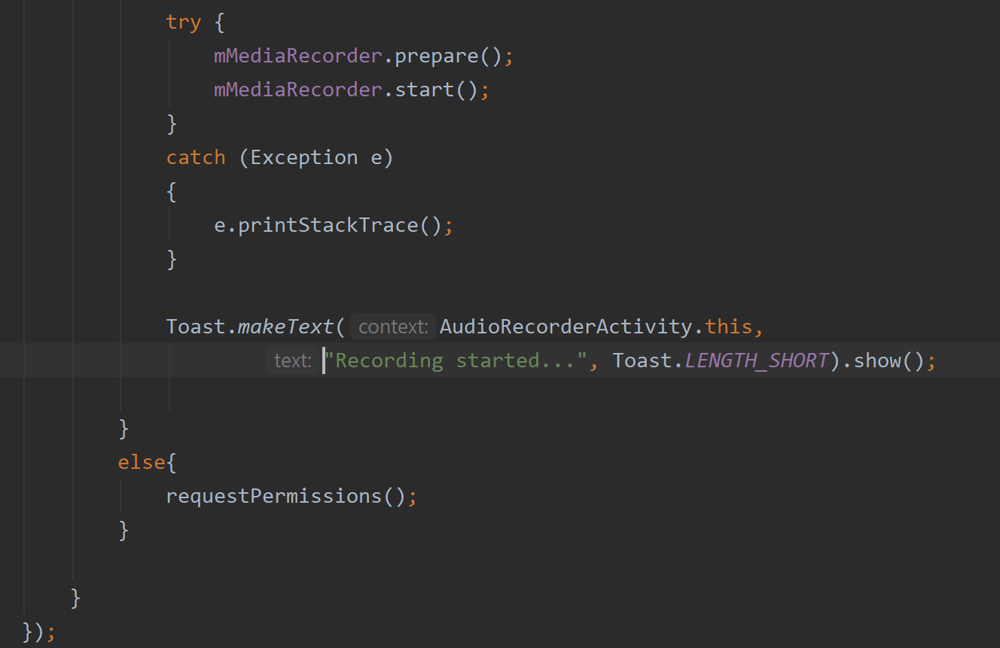 try {
mMediaRecorder.prepare();
mMediaRecorder.start();
}
catch (Exception e)
{
e.printStackTrace();
}
Toast.makeText( context: AudioRecorderActivity.this,
text: "Recording started...", Toast.LENGTH_SHORT).show();
}
else{
requestPermissions();
}
}
});